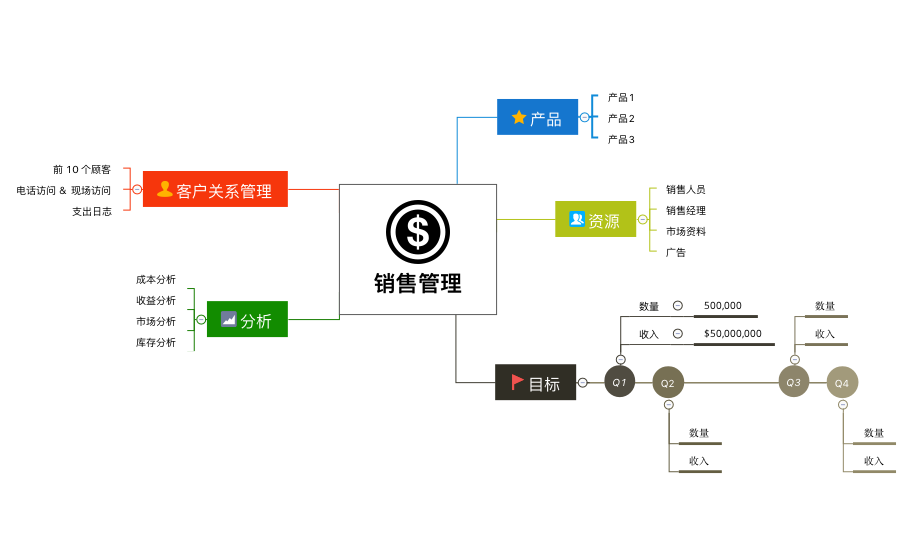 销售管理
产品
产品1
产品2
产品3
资源
销售人员
销售经理
市场资料
广告
目标
Q1
数量
500,000
收入
$50,000,000
Q2
数量
收入
Q3
数量
收入
Q4
数量
收入
客户关系管理
前 10 个顾客
电话访问 & 现场访问
支出日志
分析
成本分析
收益分析
市场分析
库存分析